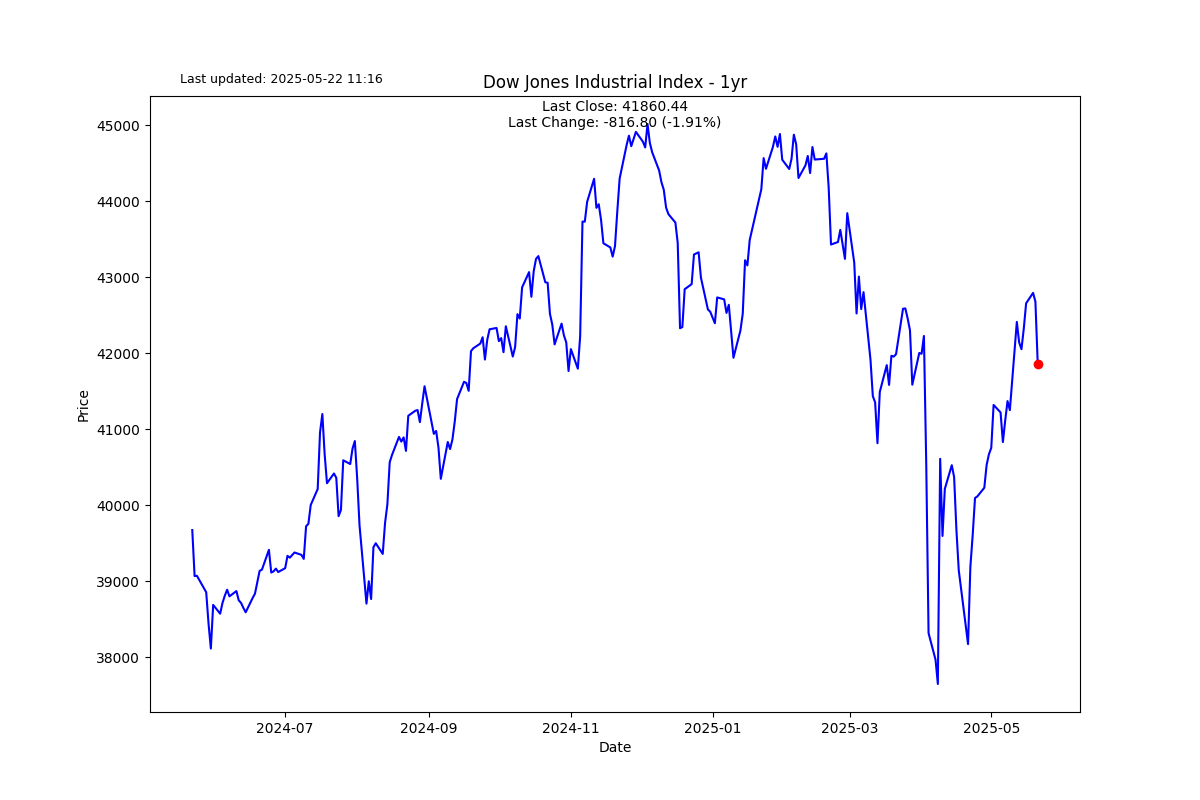 Last updated: 2025-05-22 11:16
Dow Jones Industrial Index - 1yr
Last Close: 41860.44
Last Change: -816.80 (-1.91%)
45000
44000
43000
42000
41000
40000
39000
38000
Price
2024-07 2024-09 2024-11 2025-01 2025-03 2025-05
Date